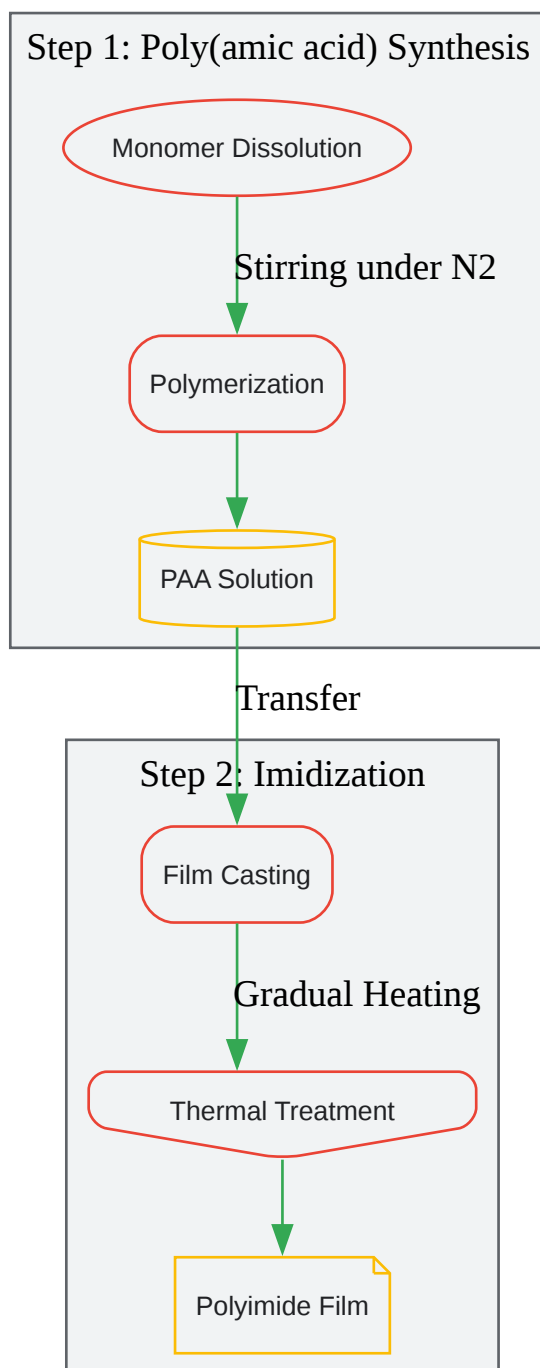 Step 1: Poly(amic acid) Synthesis
Monomer Dissolution
Stirring under N2
Polymerization
PAA Solution
Transfer
Step 2: Imidization
Film Casting
Gradual Heating
Thermal Treatment
Polyimide Film